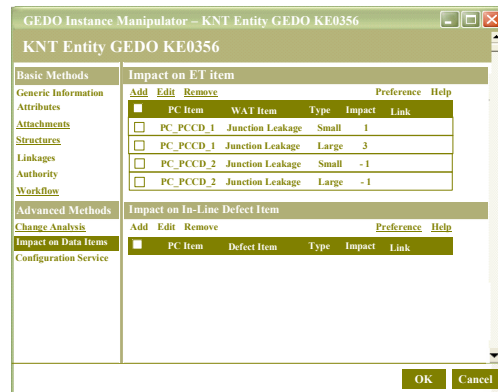 GEDO Instance Manipulator – KNT Entity GEDO KE0356
KNT Entity GEDO KE0356
Basic Methods
Generic Information
Attributes
Attachments
Structures
Linkages
Authority
Workflow
Advanced Methods
Change Analysis
Impact on Data Items
Configuration Service
Impact on ET item
Add Edit Remove Preference Help
PC Item WAT Item Type Impact Link
PC_PCCD_1 Junction Leakage Small 1
PC_PCCD_1 Junction Leakage Large 3
PC_PCCD_2 Junction Leakage Small - 1
PC_PCCD_2 Junction Leakage Large - 1
Impact on In-Line Defect Item
Add Edit Remove Preference Help
PC Item Defect Item Type Impact Link
OK Cancel